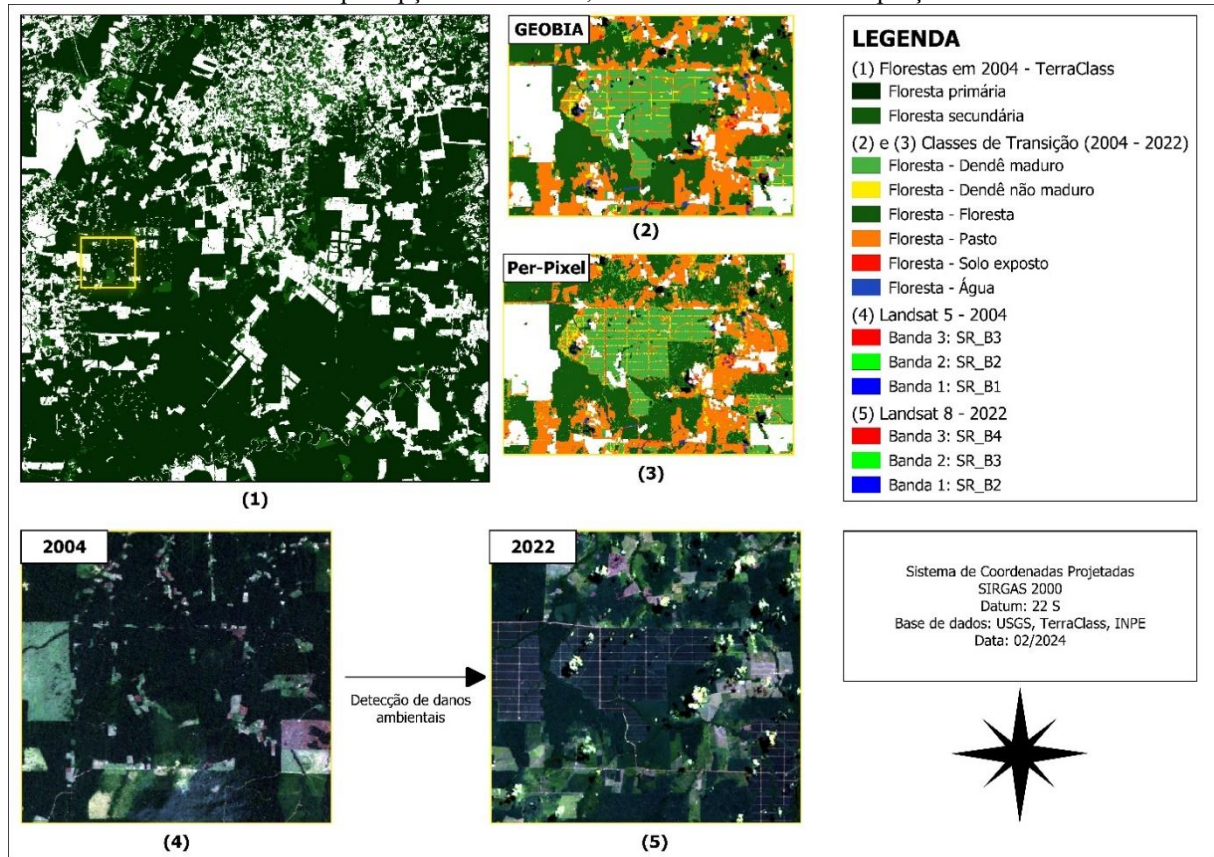 (1)
GEOBIA
(2)
Per-Pixel
(3)
LEGENDA
(1) Florestas em 2004 - TerraClass
Floresta primária
Floresta secundária
(2) e (3) Classes de Transição (2004 - 2022)
Floresta - Dendê maduro
Floresta - Dendê não maduro
Floresta - Floresta
Floresta - Pasto
Floresta - Solo exposto
Floresta - Água
(4) Landsat 5 - 2004
Banda 3: SR_B3
Banda 2: SR_B2
Banda 1: SR_B1
(5) Landsat 8 - 2022
Banda 3: SR_B4
Banda 2: SR_B3
Banda 1: SR_B2
2004
(4)
Detecção de danos
ambientais
2022
(5)
Sistema de Coordenadas Projetadas
SIRGAS 2000
Datum: 22 S
Base de dados: USGS, TerraClass, INPE
Data: 02/2024